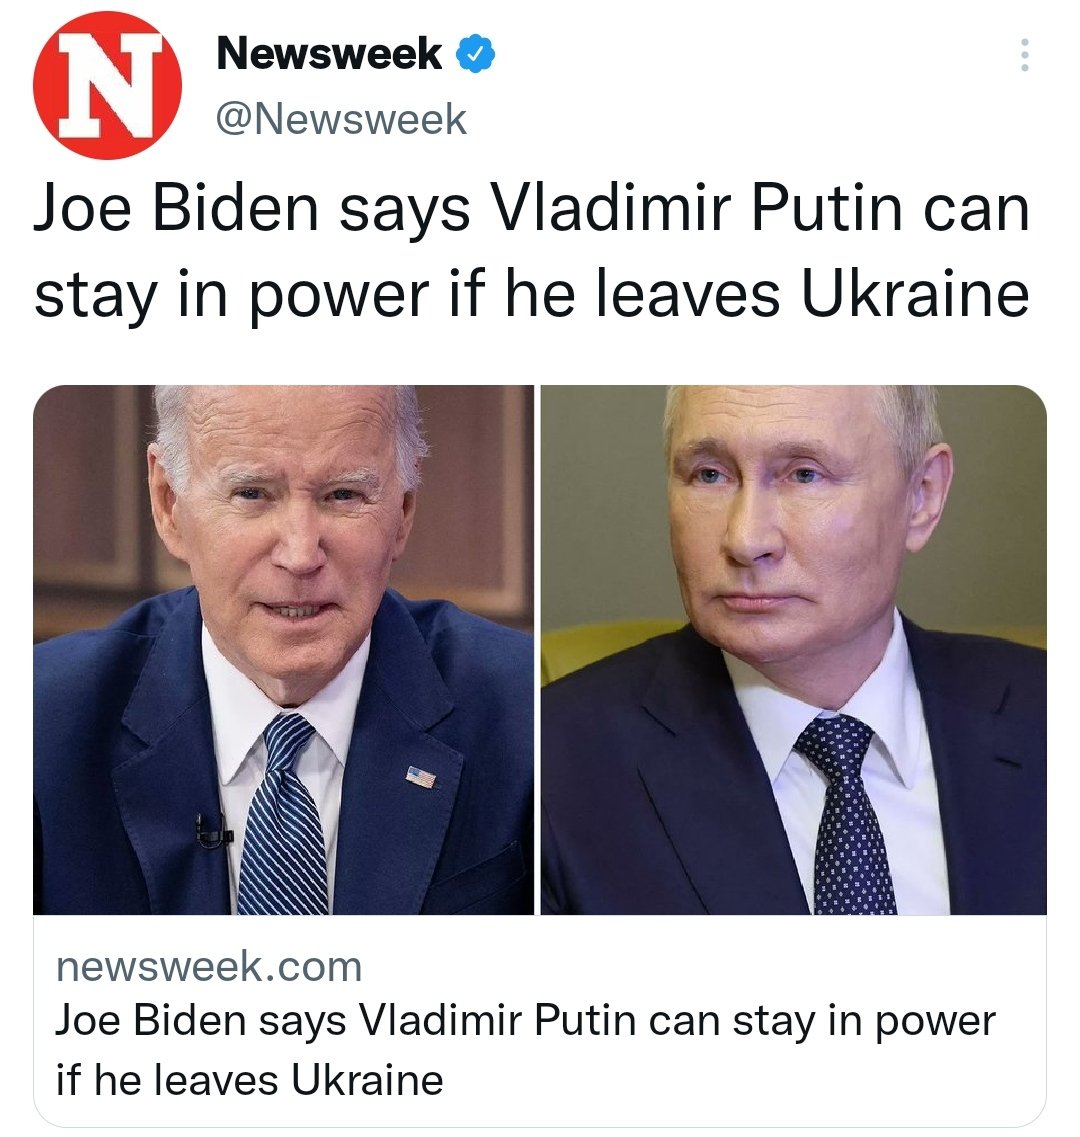 N
Newsweek
@Newsweek
Joe Biden says Vladimir Putin can
stay in power if he leaves Ukraine
newsweek.com
Joe Biden says Vladimir Putin can stay in power
if he leaves Ukraine